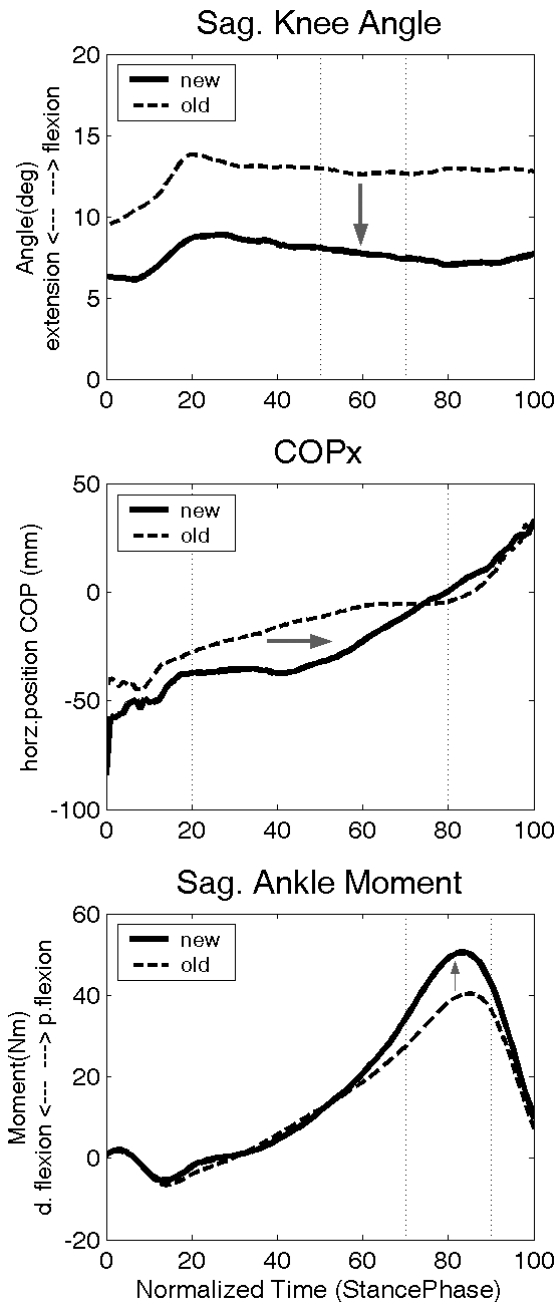 Sag. Knee Angle
20
15
10
5
0
new
old
Angle(deg)
extension <--- ---> flexion
0 20 40 60 80 100
COPx
50
0
-50
-100
new
old
horz.position COP (mm)
0 20 40 60 80 100
Sag. Ankle Moment
60
40
20
0
-20
new
old
Moment(Nm)
d. flexion <--- ---> p.flexion
0 20 40 60 80 100
Normalized Time (StancePhase)